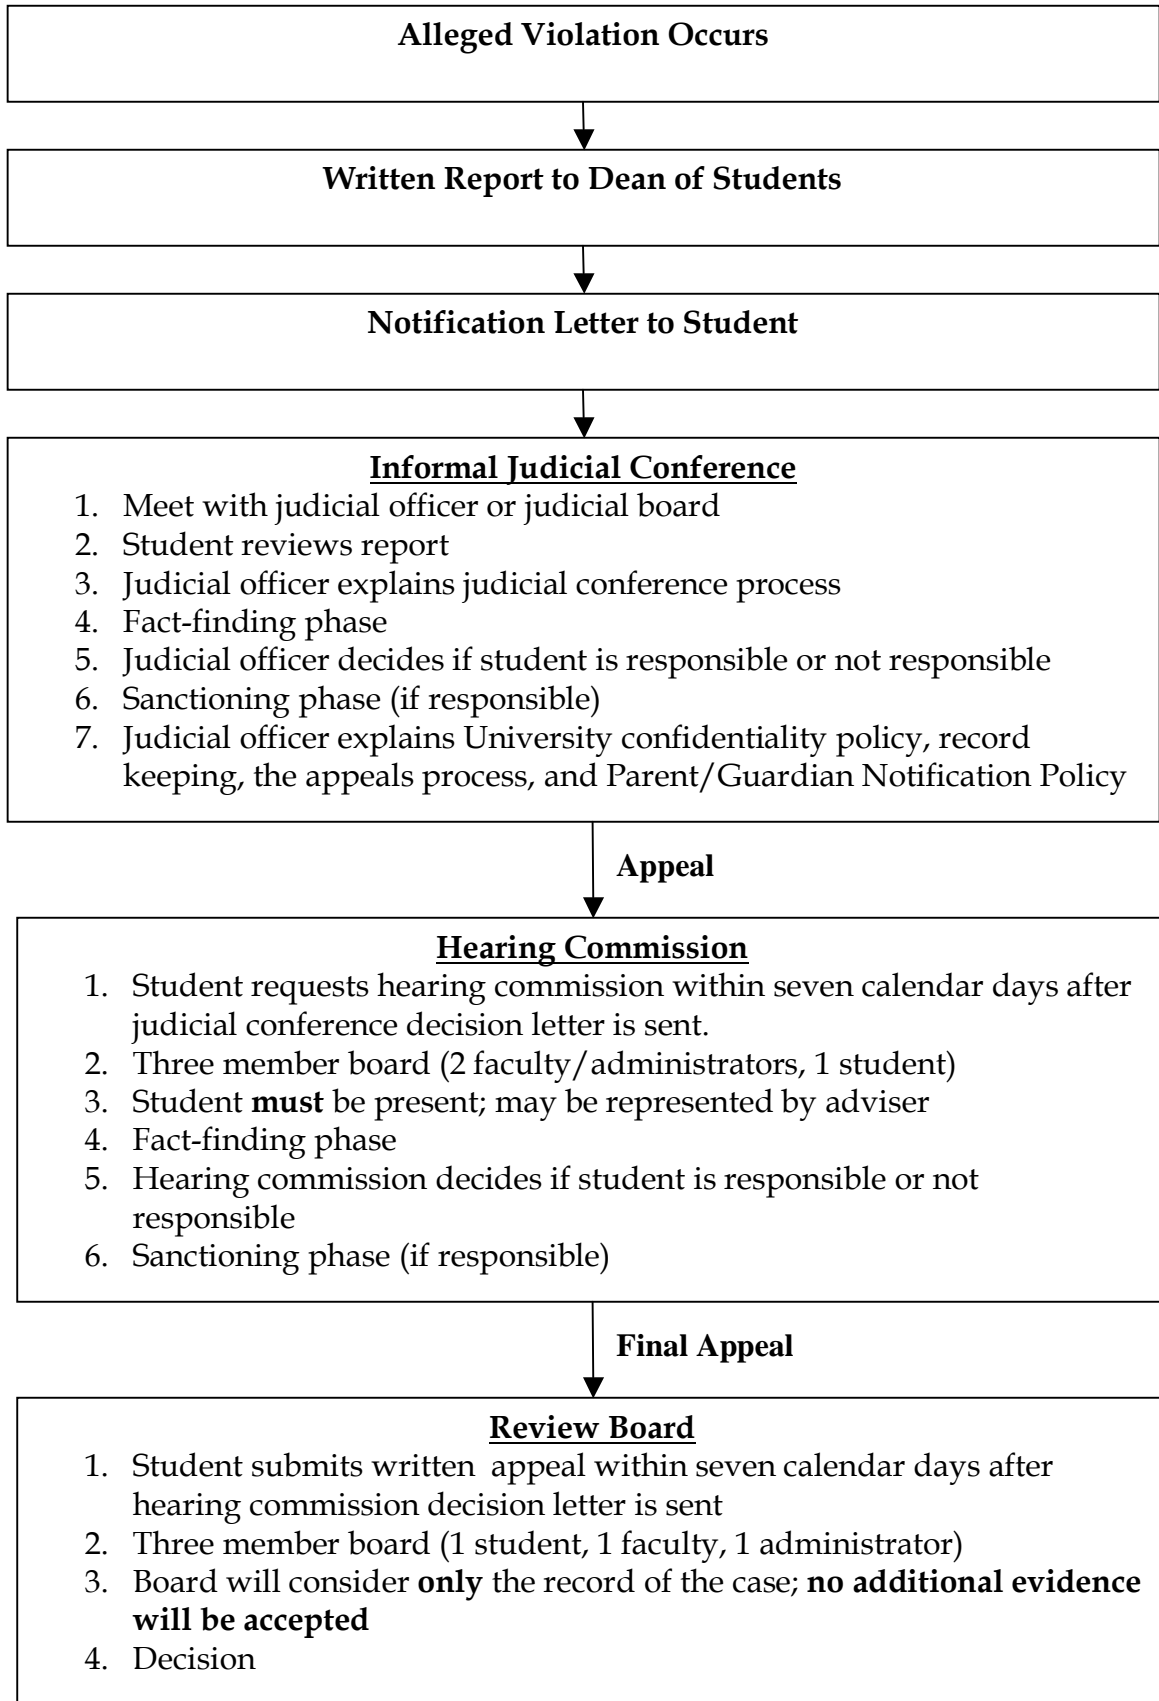 Alleged Violation Occurs
Written Report to Dean of Students
Notification Letter to Student
Informal Judicial Conference
1. Meet with judicial officer or judicial board
2. Student reviews report
3. Judicial officer explains judicial conference process
4. Fact-finding phase
5. Judicial officer decides if student is responsible or not responsible
6. Sanctioning phase (if responsible)
7. Judicial officer explains University confidentiality policy, record
keeping, the appeals process, and Parent/Guardian Notification Policy
Appeal
Hearing Commission
1. Student requests hearing commission within seven calendar days after
judicial conference decision letter is sent.
2. Three member board (2 faculty/administrators, 1 student)
3. Student must be present; may be represented by adviser
4. Fact-finding phase
5. Hearing commission decides if student is responsible or not
responsible
6. Sanctioning phase (if responsible)
Final Appeal
Review Board
1. Student submits written appeal within seven calendar days after
hearing commission decision letter is sent
2. Three member board (1 student, 1 faculty, 1 administrator)
3. Board will consider only the record of the case; no additional evidence
will be accepted
4. Decision